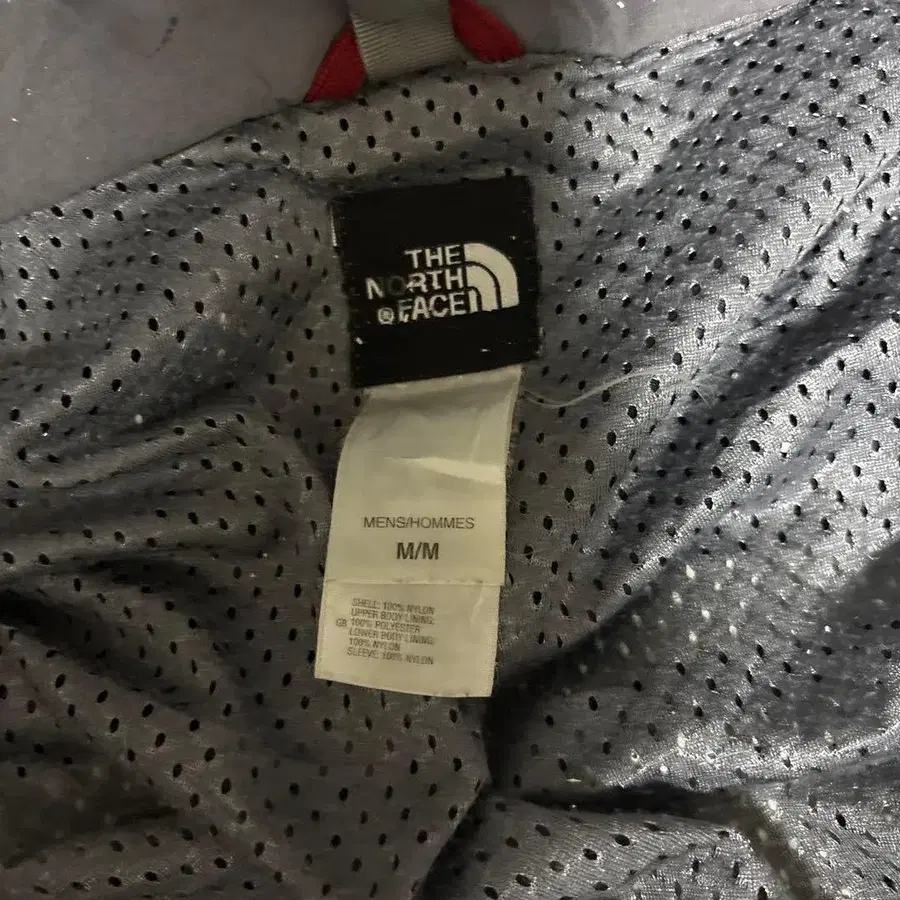 THE
NORTH
® FACE
MENS/HOMMES
M/M
SHELL: 100% NYLON
UPPER BODY LINING:
GB 100% POLYESTER
LOWER BODY LINING:
100% NYLON
SLEEVE: 100% NYLON